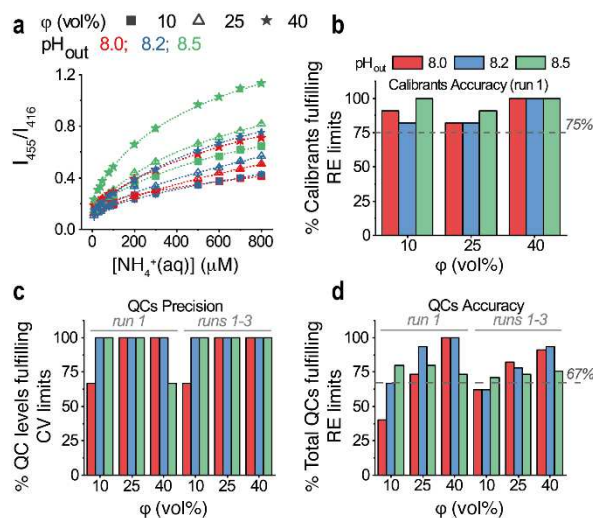 a φ (vol%) 10 25 40
pHout 8.0; 8.2; 8.5
1.2
0.8
0.4
0.0
0 200 400 600 800
I455/I416
[NH4+(aq)] (μM)
b pHout 8.0 8.2 8.5
Calibrants Accuracy (run 1)
100
75
50
25
0
75%
% Calibrants fulfilling
RE limits
10 25 40
φ (vol%)
c QCs Precision
run 1 runs 1-3
100
75
50
25
0
% QC levels fulfilling
CV limits
10 25 40 10 25 40
φ (vol%)
d QCs Accuracy
run 1 runs 1-3
100
75
50
25
0
67%
% Total QCs fulfilling
RE limits
10 25 40 10 25 40
φ (vol%)